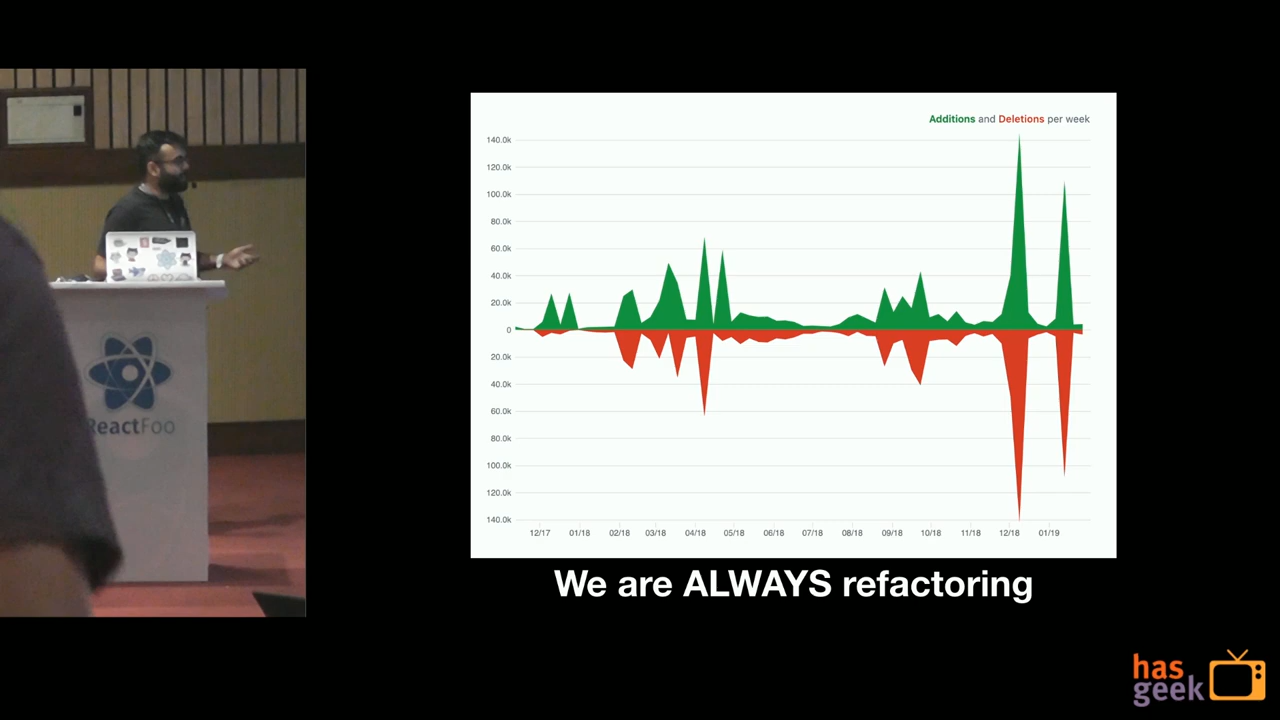 Additions and Deletions per week
140.0k
120.0k
100.0k
80.0k
60.0k
40.0k
20.0k
0
20.0k
40.0k
60.0k
80.0k
100.0k
120.0k
140.0k
12/17 01/18 02/18 03/18 04/18 05/18 06/18 07/18 08/18 09/18 10/18 11/18 12/18 01/19
We are ALWAYS refactoring
ReactFoo
has
geek